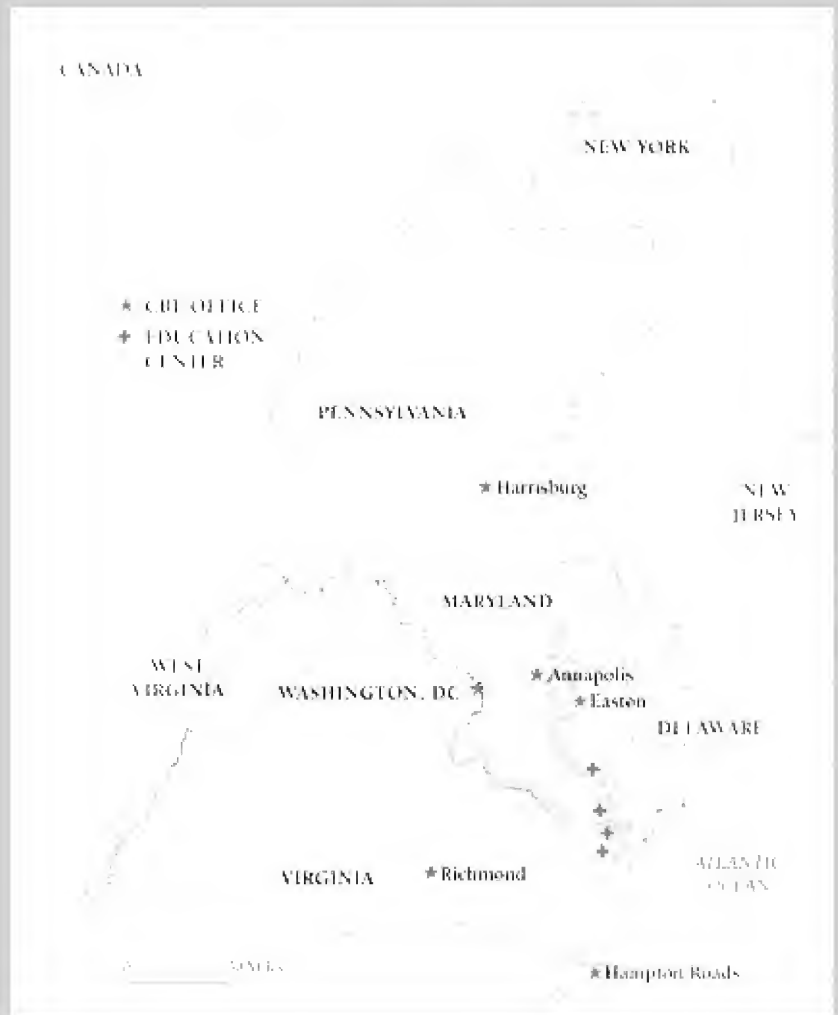 CANADA
NEW YORK
★ CBF OFFICE
✚ EDUCATION
CENTER
PENNSYLVANIA
★ Harrisburg
NEW
JERSEY
MARYLAND
WEST
VIRGINIA
WASHINGTON, DC ★
★ Annapolis
★ Easton
DELAWARE
VIRGINIA
★ Richmond
ATLANTIC
OCEAN
★ Hampton Roads